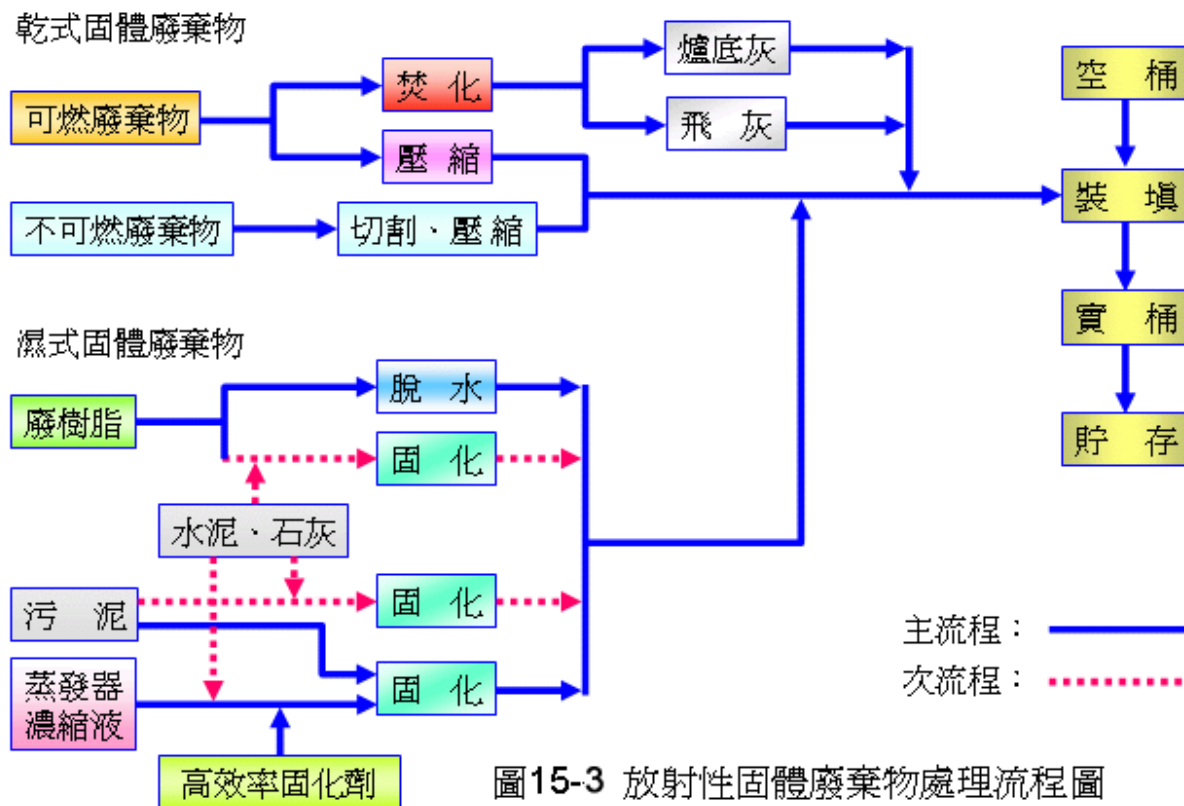 乾式固體廢棄物
可燃廢棄物
焚 化
壓 縮
爐底灰
飛 灰
不可燃廢棄物
切割、壓縮
空 桶
裝 填
實 桶
貯 存
濕式固體廢棄物
廢樹脂
脫 水
固 化
水泥、石灰
污 泥
固 化
蒸發器
濃縮液
固 化
高效率固化劑
主流程：
次流程：
圖15-3 放射性固體廢棄物處理流程圖